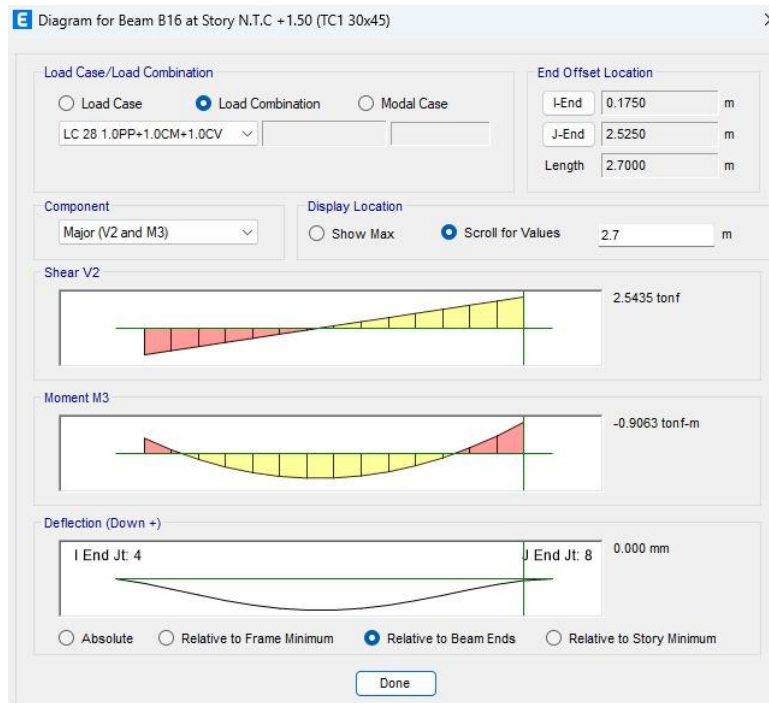 E Diagram for Beam B16 at Story N.T.C +1.50 (TC1 30x45)
Load Case/Load Combination
Load Case Load Combination Modal Case
LC 28 1.0PP+1.0CM+1.0CV
End Offset Location
I-End 0.1750 m
J-End 2.5250 m
Length 2.7000 m
Component
Major (V2 and M3)
Display Location
Show Max Scroll for Values 2.7 m
Shear V2
2.5435 tonf
Moment M3
-0.9063 tonf-m
Deflection (Down +)
I End Jt: 4 J End Jt: 8 0.000 mm
Absolute Relative to Frame Minimum Relative to Beam Ends Relative to Story Minimum
Done